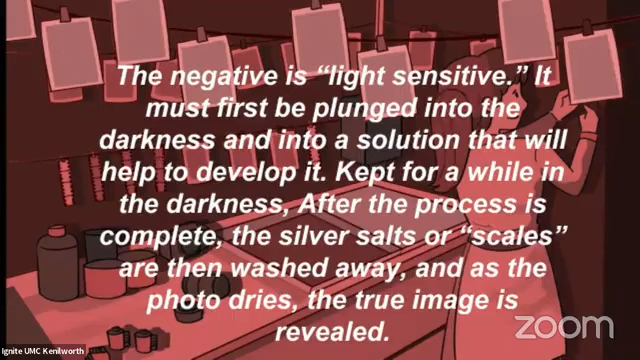 The negative is “light sensitive.” It
must first be plunged into the
darkness and into a solution that will
help to develop it. Kept for a while in
the darkness, After the process is
complete, the silver salts or “scales”
are then washed away, and as the
photo dries, the true image is
revealed.
zoom
Ignite UMC Kenilworth